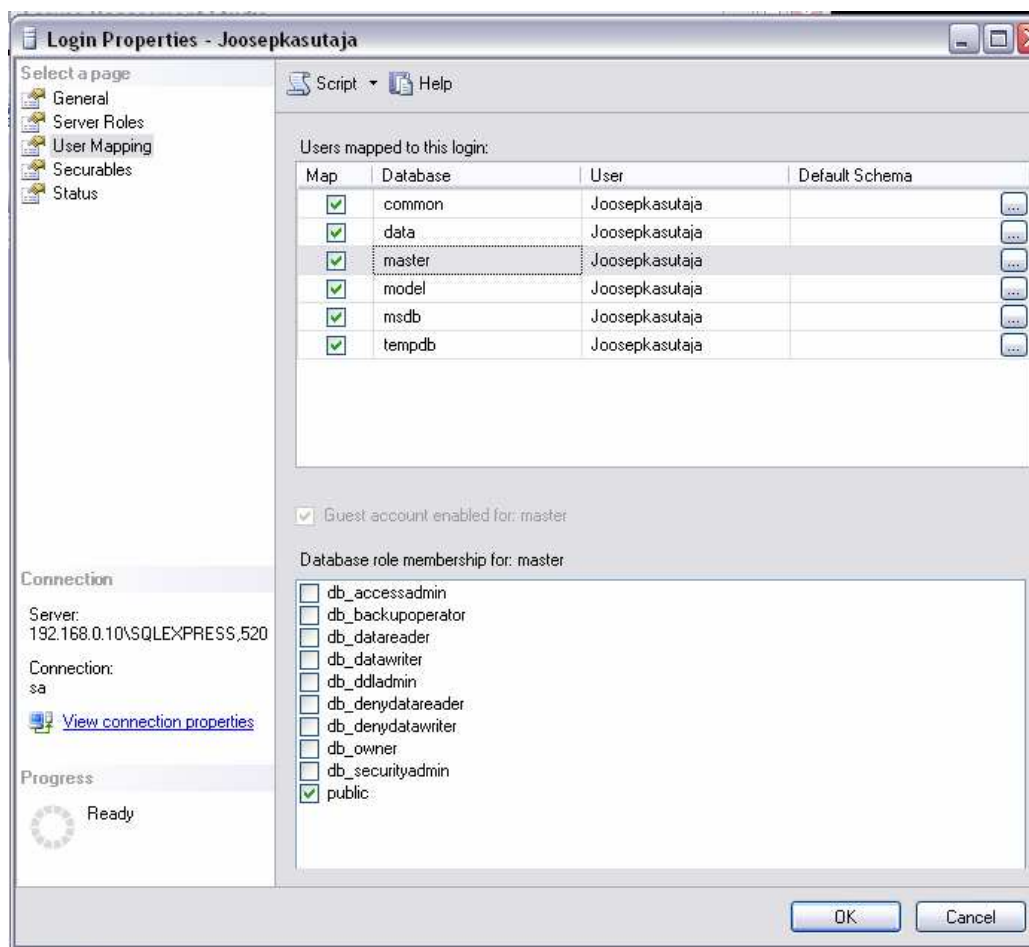 Login Properties - Joosepkasutaja
Select a page
General
Server Roles
User Mapping
Securables
Status
Script
Help
Users mapped to this login:
Map Database User Default Schema
common Joosepkasutaja ...
data Joosepkasutaja ...
master Joosepkasutaja ...
model Joosepkasutaja ...
msdb Joosepkasutaja ...
tempdb Joosepkasutaja ...
Guest account enabled for: master
Database role membership for: master
db_accessadmin
db_backupoperator
db_datareader
db_datawriter
db_ddladmin
db_denydatareader
db_denydatawriter
db_owner
db_securityadmin
public
Connection
Server:
192.168.0.10\SQLEXPRESS,520
Connection:
sa
View connection properties
Progress
Ready
OK Cancel